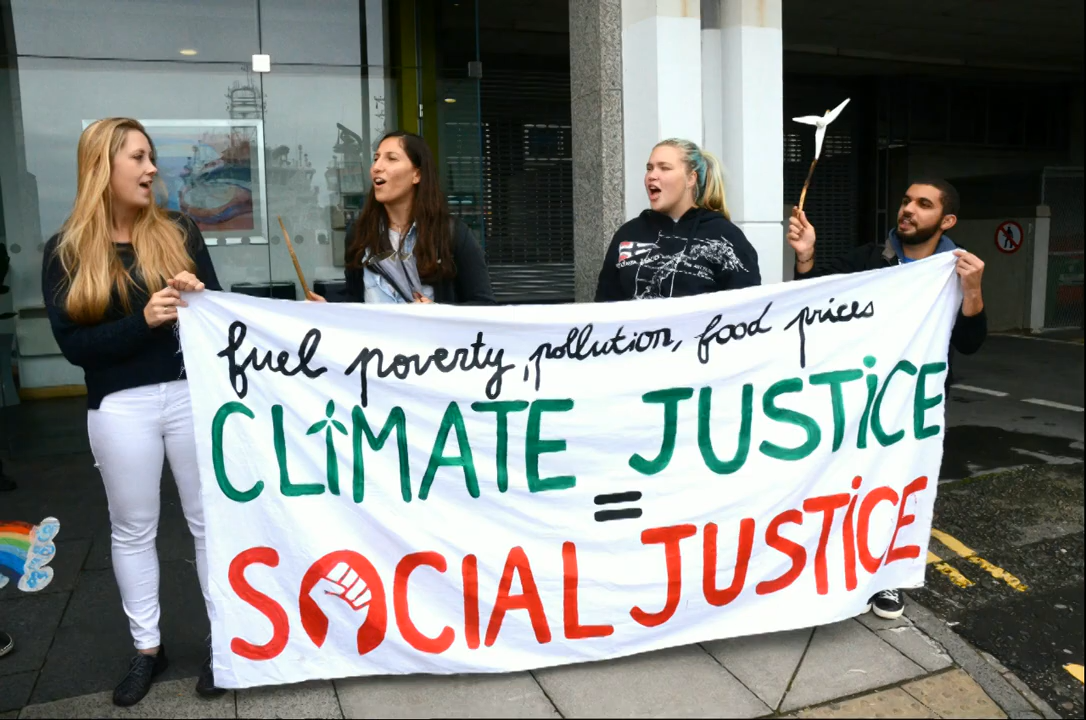 fuel poverty, pollution, food prices
CLiMATE JUSTiCE
=
SOCIAL JUSTiCE